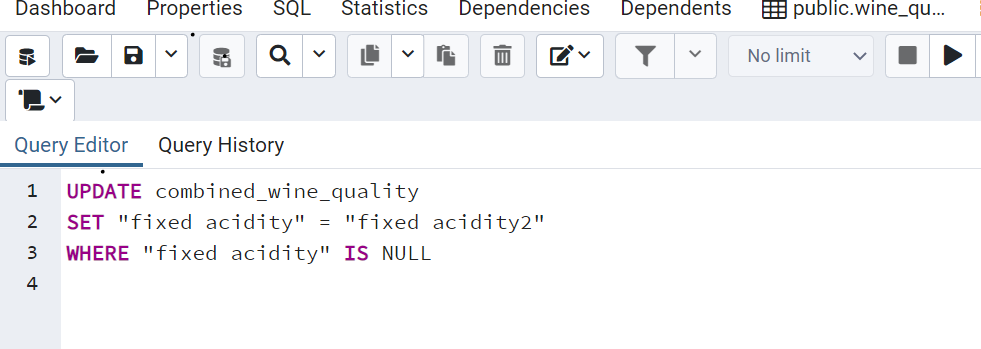 Dashboard Properties SQL Statistics Dependencies Dependents public.wine_qu...
No limit
Query Editor Query History
1 UPDATE combined_wine_quality
2 SET "fixed acidity" = "fixed acidity2"
3 WHERE "fixed acidity" IS NULL
4